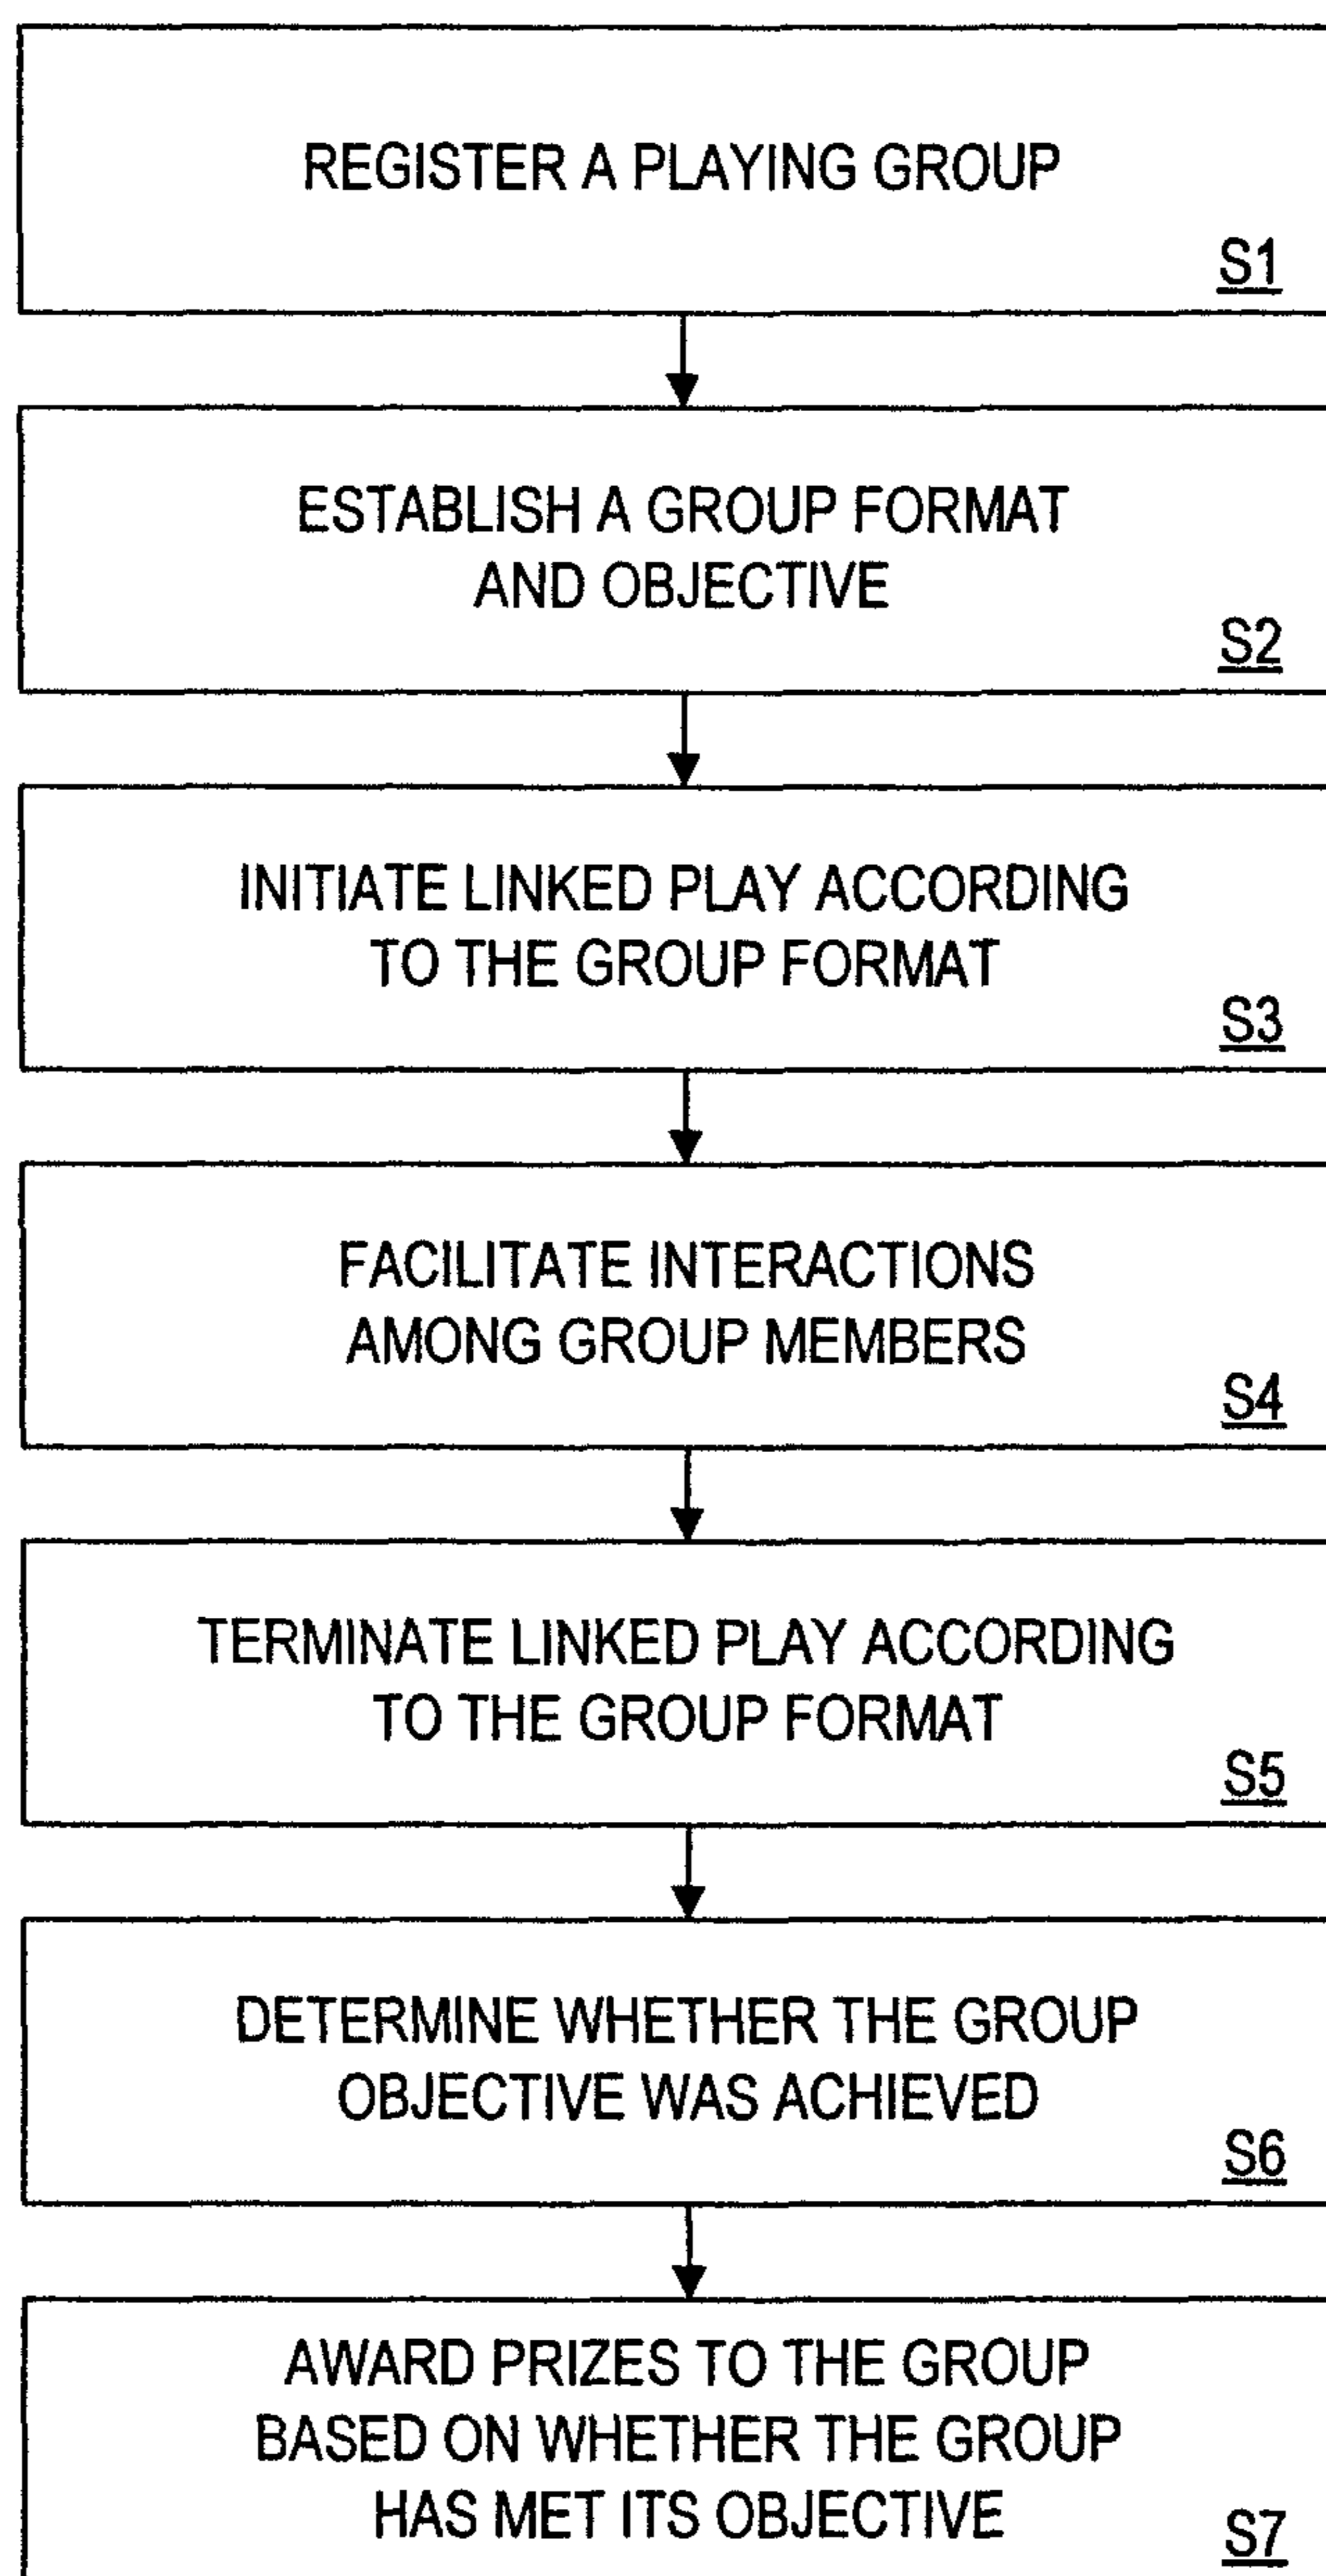 REGISTER A PLAYING GROUP
S1
ESTABLISH A GROUP FORMAT
AND OBJECTIVE
S2
INITIATE LINKED PLAY ACCORDING
TO THE GROUP FORMAT
S3
FACILITATE INTERACTIONS
AMONG GROUP MEMBERS
S4
TERMINATE LINKED PLAY ACCORDING
TO THE GROUP FORMAT
S5
DETERMINE WHETHER THE GROUP
OBJECTIVE WAS ACHIEVED
S6
AWARD PRIZES TO THE GROUP
BASED ON WHETHER THE GROUP
HAS MET ITS OBJECTIVE
S7